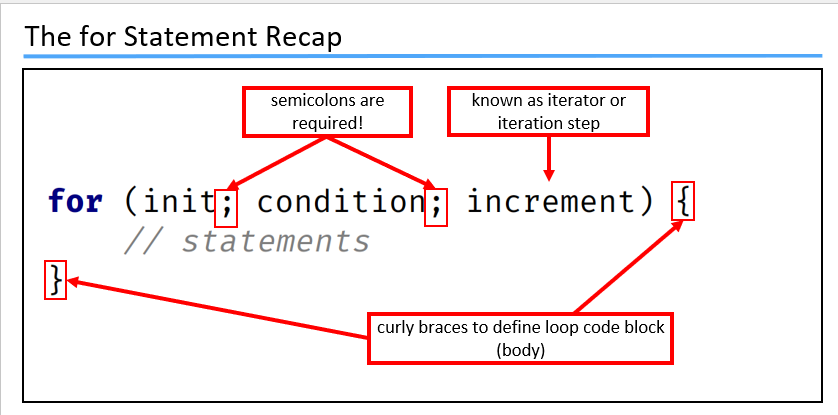 The for Statement Recap
semicolons are
required!
known as iterator or
iteration step
for (init; condition; increment) {
// statements
}
curly braces to define loop code block
(body)